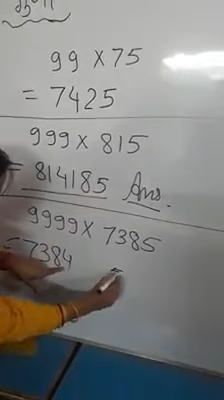 99 × 75
= 7425
999 × 815
= 814185 Ans.
9999 × 7385
= 7384 =